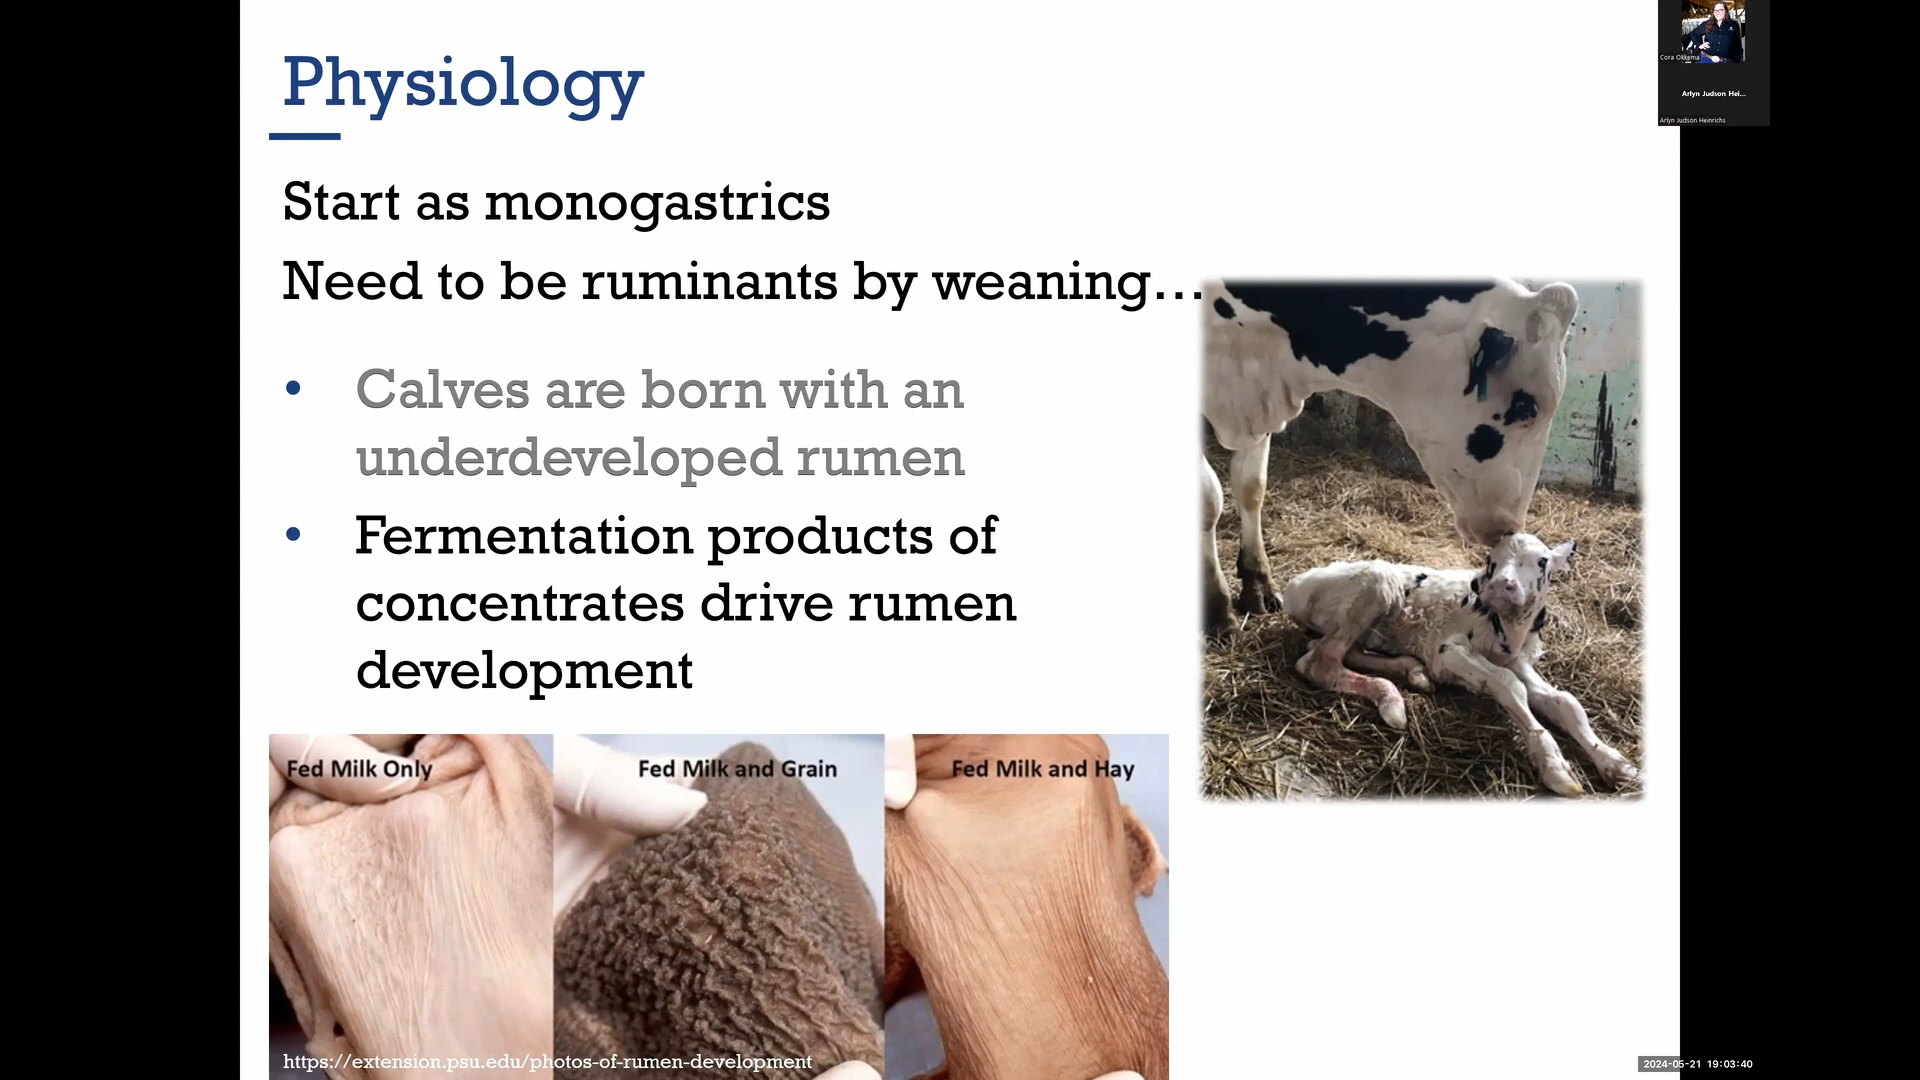 Physiology
Start as monogastrics
Need to be ruminants by weaning...
• Calves are born with an
underdeveloped rumen
• Fermentation products of
concentrates drive rumen
development
Fed Milk Only
Fed Milk and Grain
Fed Milk and Hay
https://extension.psu.edu/photos-of-rumen-development
Cora Okkema
Arlyn Judson Hei...
Arlyn Judson Heinrichs
2024-05-21 19:03:40